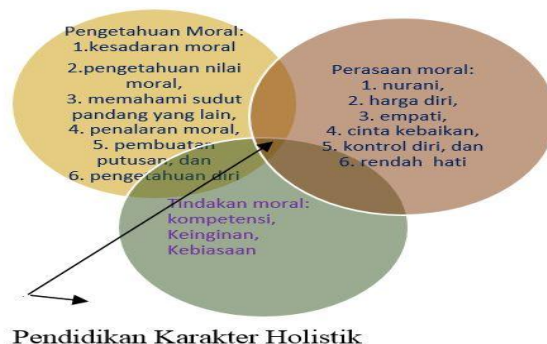 Pengetahuan Moral:
1.kesadaran moral
2.pengetahuan nilai
moral,
3. memahami sudut
pandang yang lain,
4. penalaran moral,
5. pembuatan
putusan, dan
6. pengetahuan diri
Perasaan moral:
1. nurani,
2. harga diri,
3. empati,
4. cinta kebaikan,
5. kontrol diri, dan
6. rendah hati
Tindakan moral:
kompetensi,
Keinginan,
Kebiasaan
Pendidikan Karakter Holistik